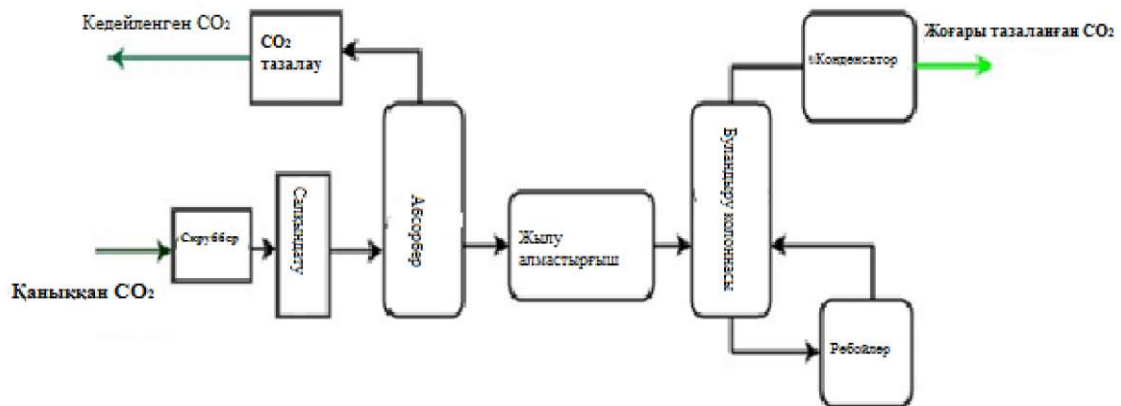 Кедейленген CO₂
CO₂
тазалау
Конденсатор
Жоғары тазаланған CO₂
Скруббер
Салқындату
Абсорбер
Жылу
алмастырғыш
Буландыру колоннасы
Ребойлер
Қаныққан CO₂